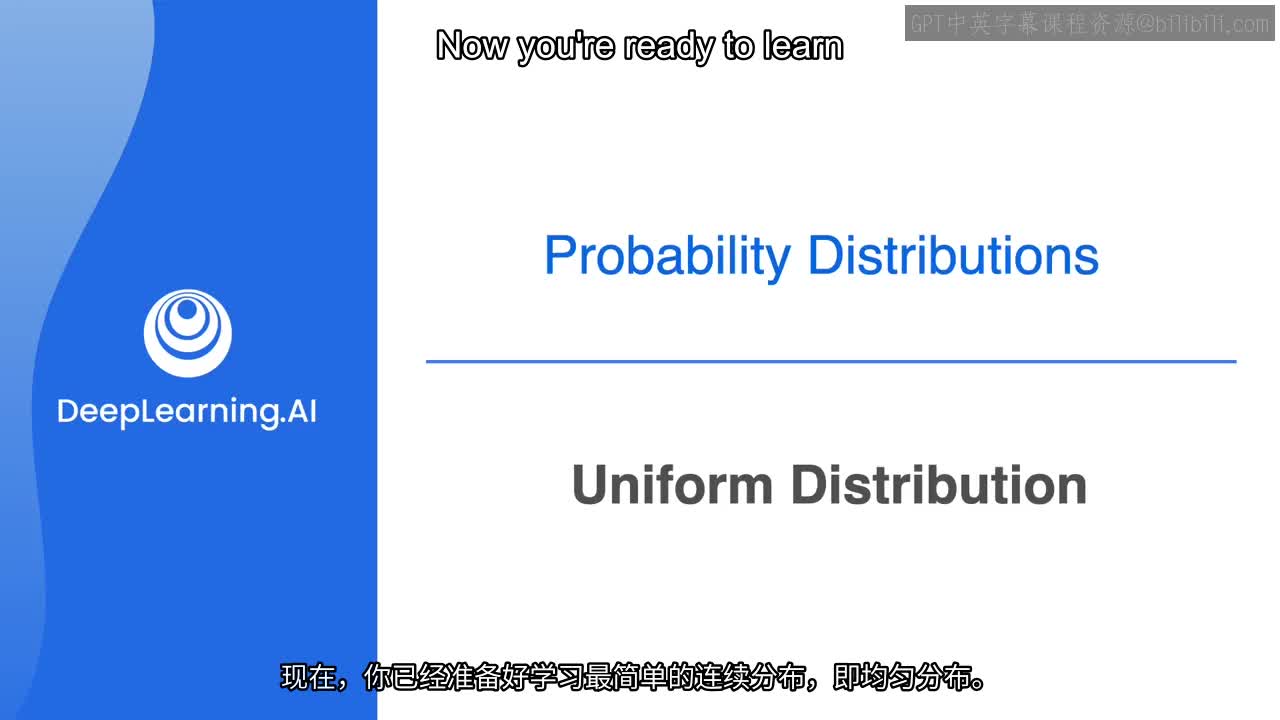 GPT中英字幕课程资源@bilibili.com
Now you're ready to learn
Probability Distributions
DeepLearning.AI
Uniform Distribution
现在，你已经准备好学习最简单的连续分布，即均匀分布。